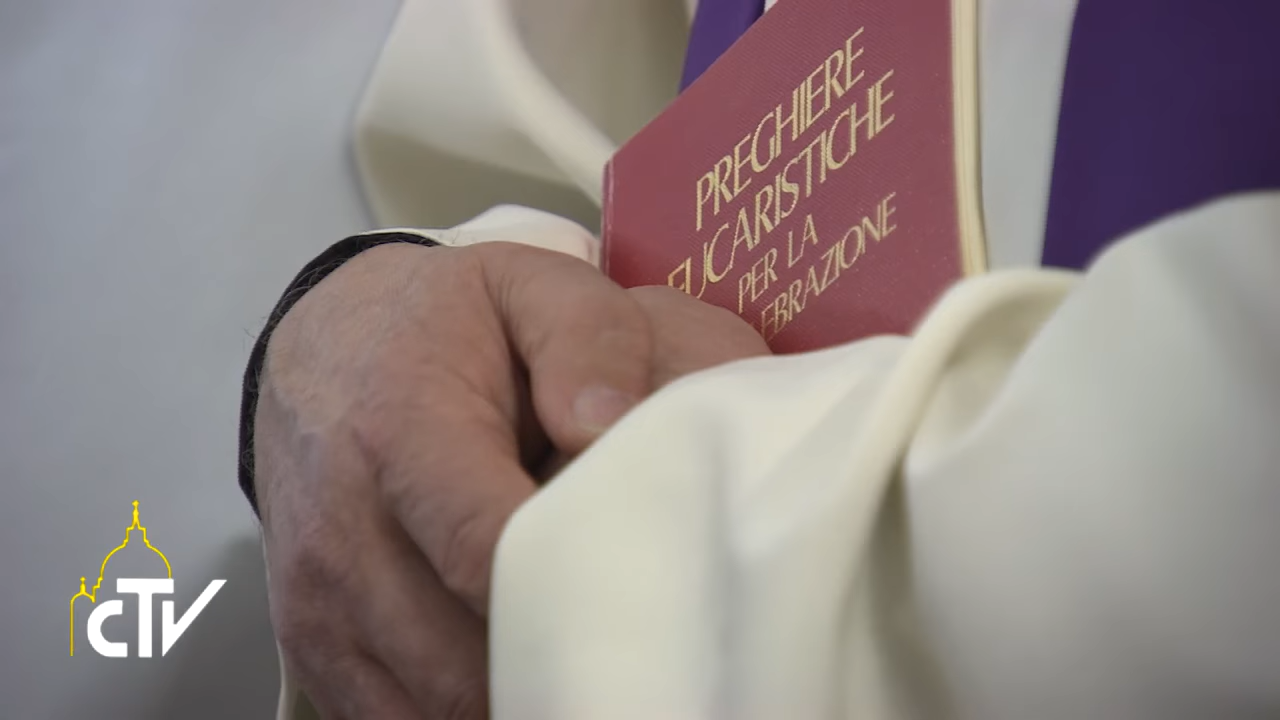 PREGHIERE
EUCARISTICHE
PER LA
EBRAZIONE
CTV